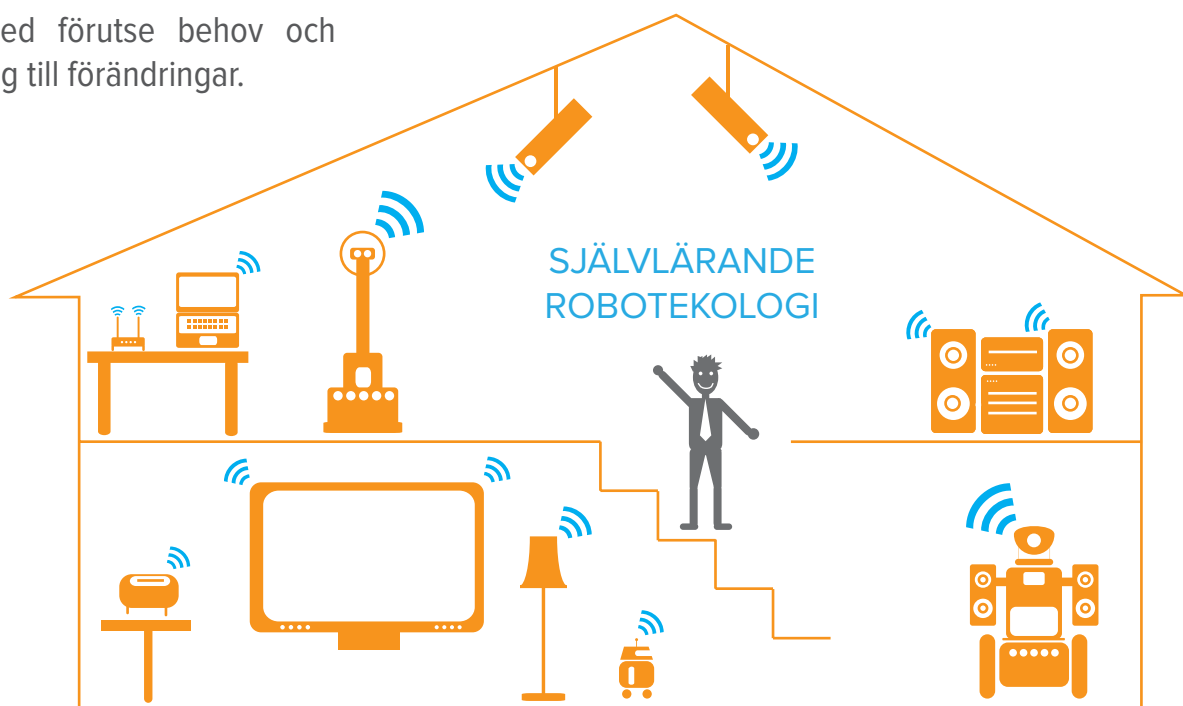 ed förutse behov och
g till förändringar.
SJÄLVLÄRANDE
ROBOTEKOLOGI